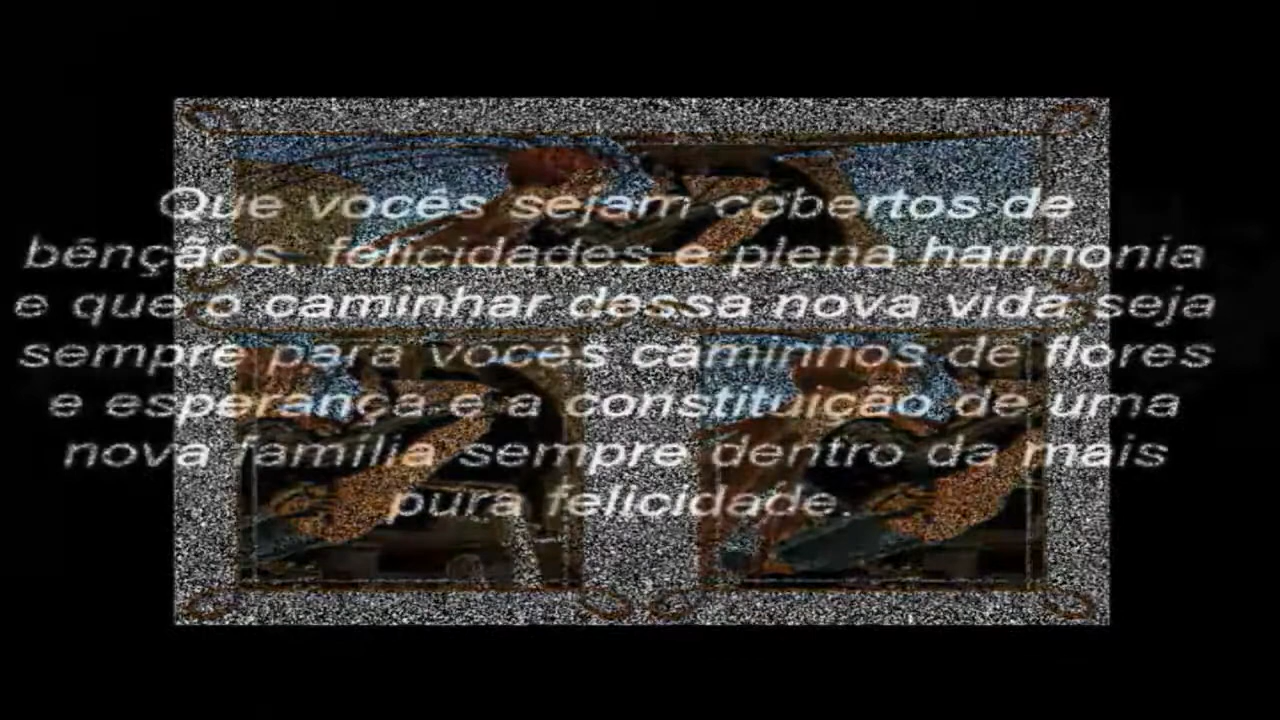 Que vocês sejam cobertos de
bênçãos, felicidades e plena harmonia
e que o caminhar dessa nova vida seja
sempre para vocês caminhos de flores
e esperança e a constituição de uma
nova família sempre dentro da mais
pura felicidade.